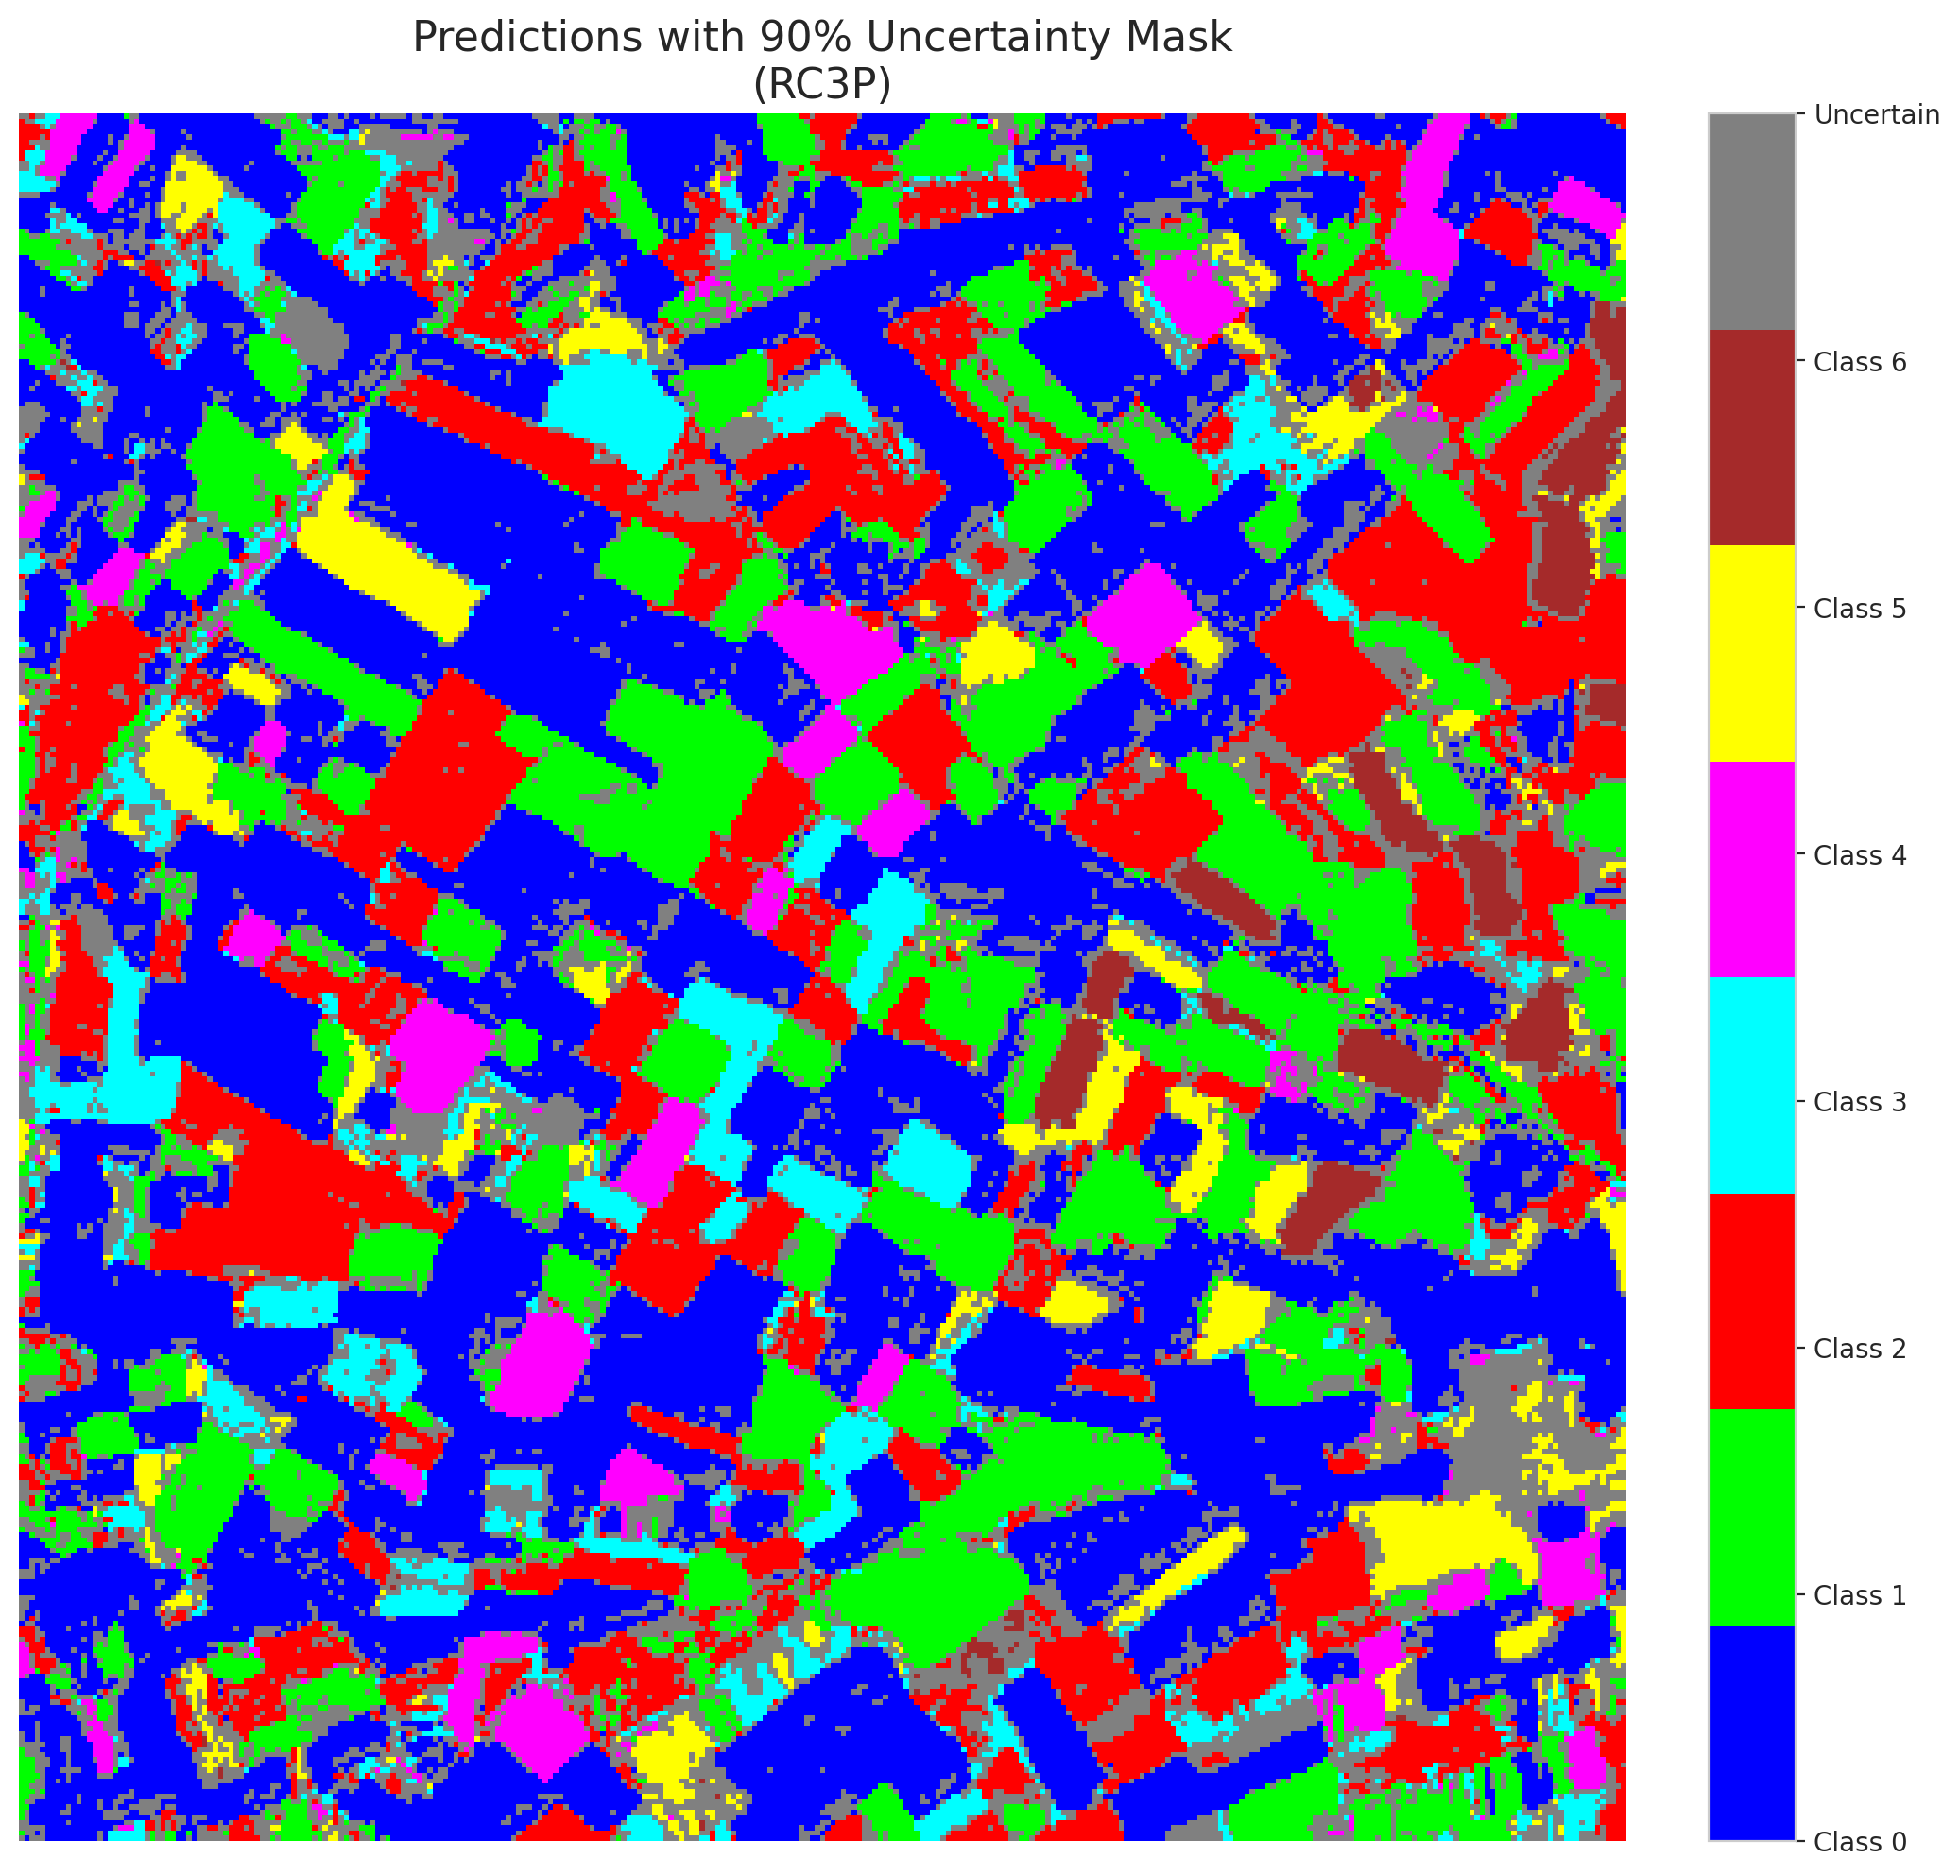 Predictions with 90% Uncertainty Mask
(RC3P)
Uncertain
Class 6
Class 5
Class 4
Class 3
Class 2
Class 1
Class 0